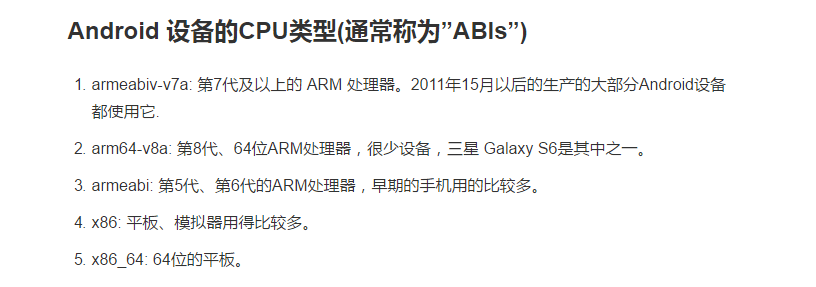 Android 设备的CPU类型(通常称为”ABIs”)
1. armeabiv-v7a: 第7代及以上的 ARM 处理器。2011年15月以后的生产的大部分Android设备
都使用它.
2. arm64-v8a: 第8代、64位ARM处理器，很少设备，三星 Galaxy S6是其中之一。
3. armeabi: 第5代、第6代的ARM处理器，早期的手机用的比较多。
4. x86: 平板、模拟器用得比较多。
5. x86_64: 64位的平板。